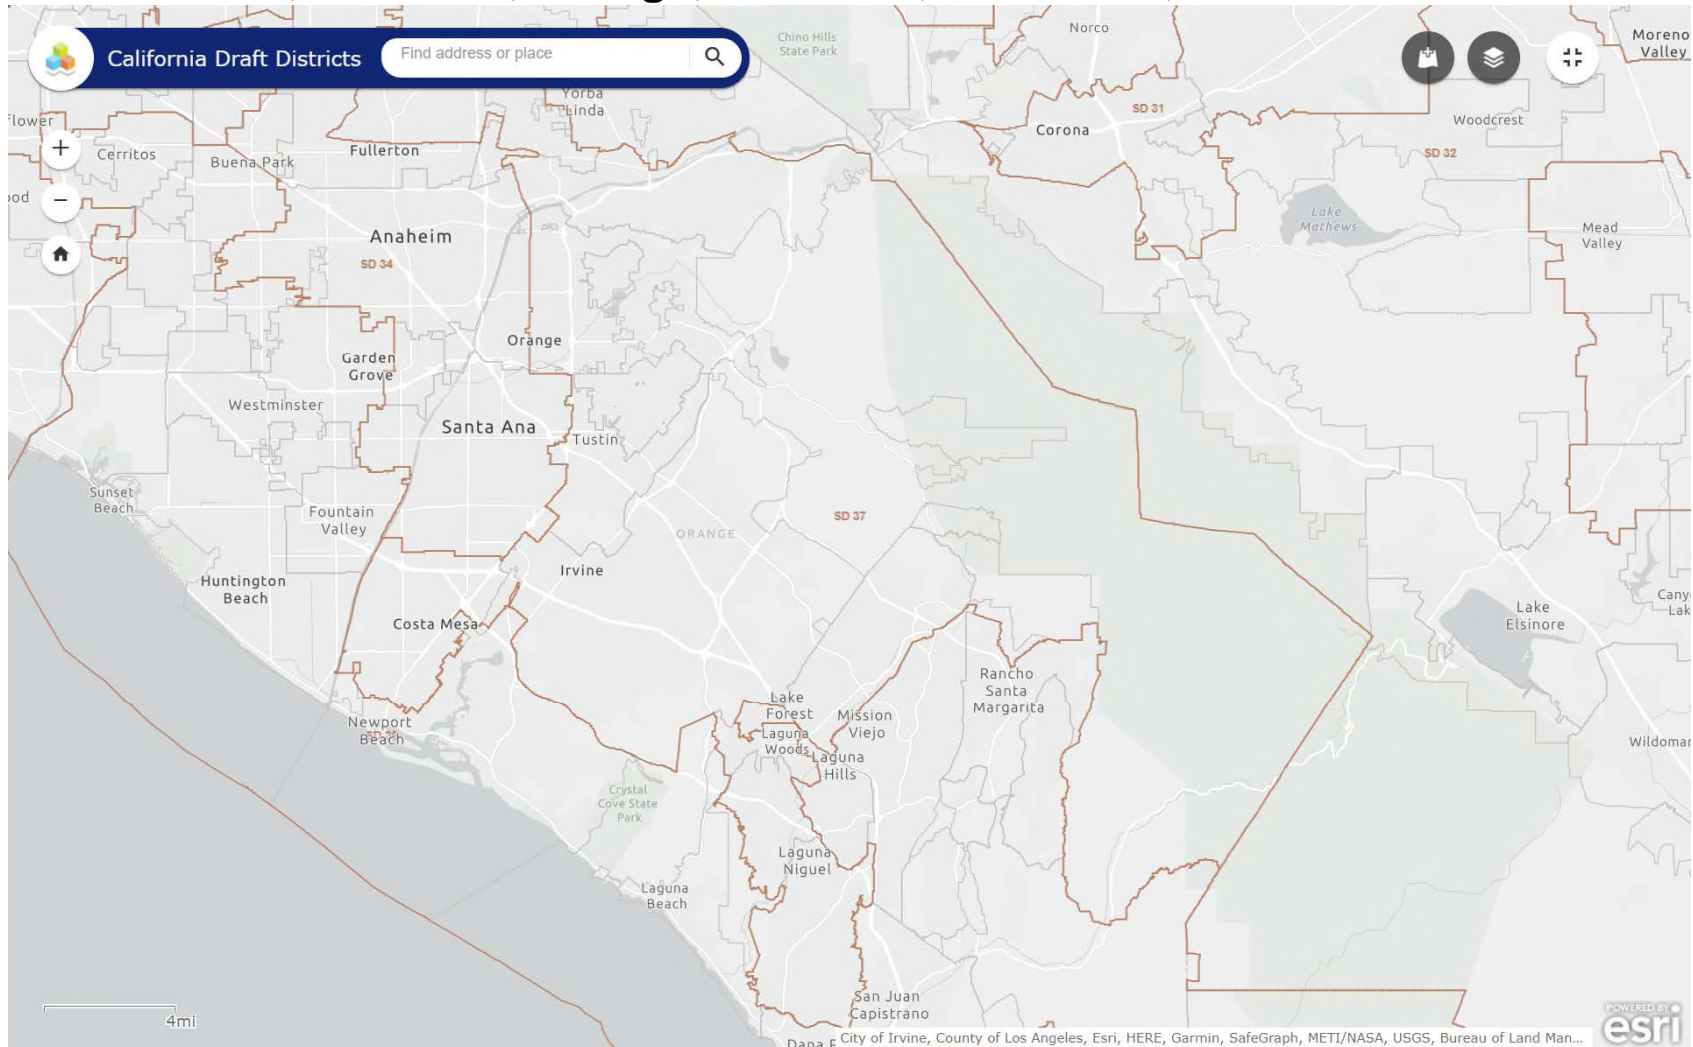 California Draft Districts
Find address or place
Chino Hills
State Park
Norco
Moreno
Valley
Yorba
Linda
SD 31
Woodcrest
Corona
SD 32
Cerritos
Buena Park
Fullerton
Lake
Mathews
Mead
Valley
Anaheim
SD 34
Orange
Garden
Grove
Westminster
Santa Ana
Tustin
Sunset
Beach
Fountain
Valley
SD 37
ORANGE
Irvine
Huntington
Beach
Costa Mesa
Lake
Elsinore
Rancho
Santa
Margarita
Lake
Forest
Mission
Viejo
Newport
Beach
Laguna
Woods
Laguna
Hills
Wildomar
Crystal
Cove State
Park
Laguna
Niguel
Laguna
Beach
San Juan
Capistrano
4mi
City of Irvine, County of Los Angeles, Esri, HERE, Garmin, SafeGraph, METI/NASA, USGS, Bureau of Land Man...
POWERED BY
esri